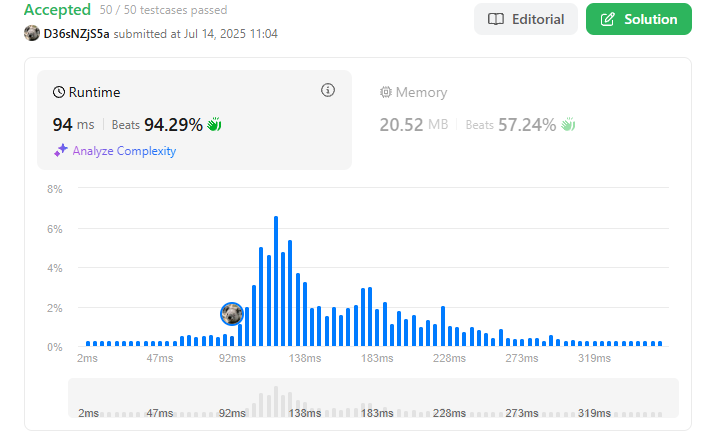 Accepted 50 / 50 testcases passed
D36sNZjS5a submitted at Jul 14, 2025 11:04
Editorial
Solution
Runtime
94 ms Beats 94.29%
Analyze Complexity
Memory
20.52 MB Beats 57.24%
8%
6%
4%
2%
0%
2ms 47ms 92ms 138ms 183ms 228ms 273ms 319ms
2ms 47ms 92ms 138ms 183ms 228ms 273ms 319ms